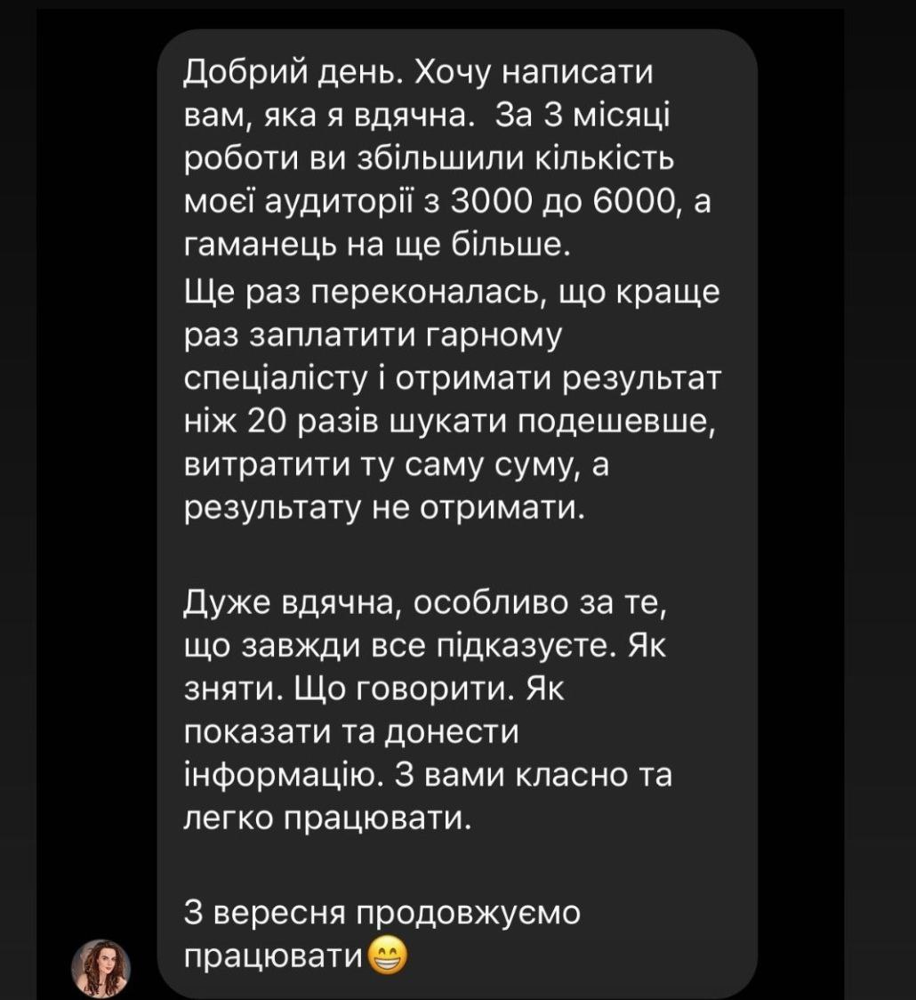 Добрий день. Хочу написати
вам, яка я вдячна.  За 3 місяці
роботи ви збільшили кількість
моєї аудиторії з 3000 до 6000, а
гаманець на ще більше.
Ще раз переконалась, що краще
раз заплатити гарному
спеціалісту і отримати результат
ніж 20 разів шукати подешевше,
витратити ту саму суму, а
результату не отримати.
Дуже вдячна, особливо за те,
що завжди все підказуєте. Як
зняти. Що говорити. Як
показати та донести
інформацію. З вами класно та
легко працювати.
З вересня продовжуємо
працювати😁